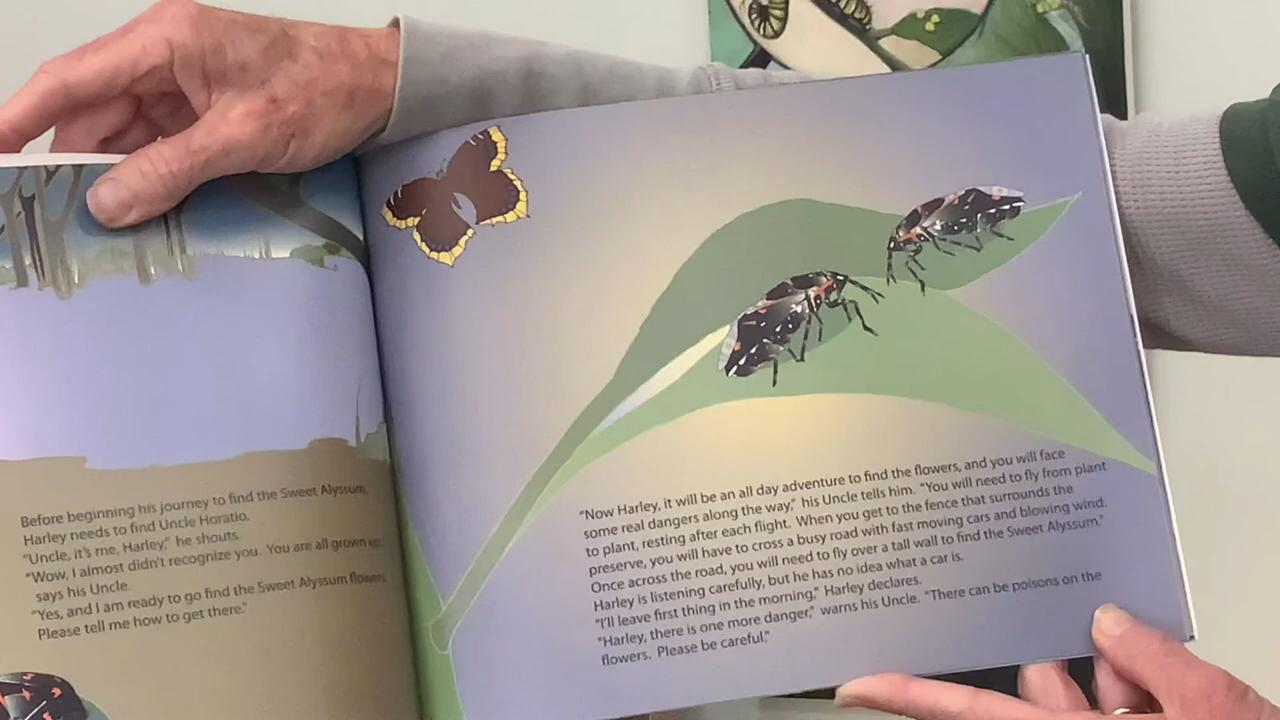 Before beginning his journey to find the Sweet Alyssum,
Harley needs to find Uncle Horatio.
"Uncle, it's me, Harley," he shouts.
"Wow, I almost didn't recognize you. You are all grown up,
says his Uncle.
"Yes, and I am ready to go find the Sweet Alyssum flowers.
Please tell me how to get there."
"Now Harley, it will be an all day adventure to find the flowers, and you will face
some real dangers along the way," his Uncle tells him. "You will need to fly from plant
to plant, resting after each flight. When you get to the fence that surrounds the
preserve, you will have to cross a busy road with fast moving cars and blowing wind.
Once across the road, you will need to fly over a tall wall to find the Sweet Alyssum."
Harley is listening carefully, but he has no idea what a car is.
"I'll leave first thing in the morning," Harley declares.
"Harley, there is one more danger," warns his Uncle. "There can be poisons on the
flowers. Please be careful."